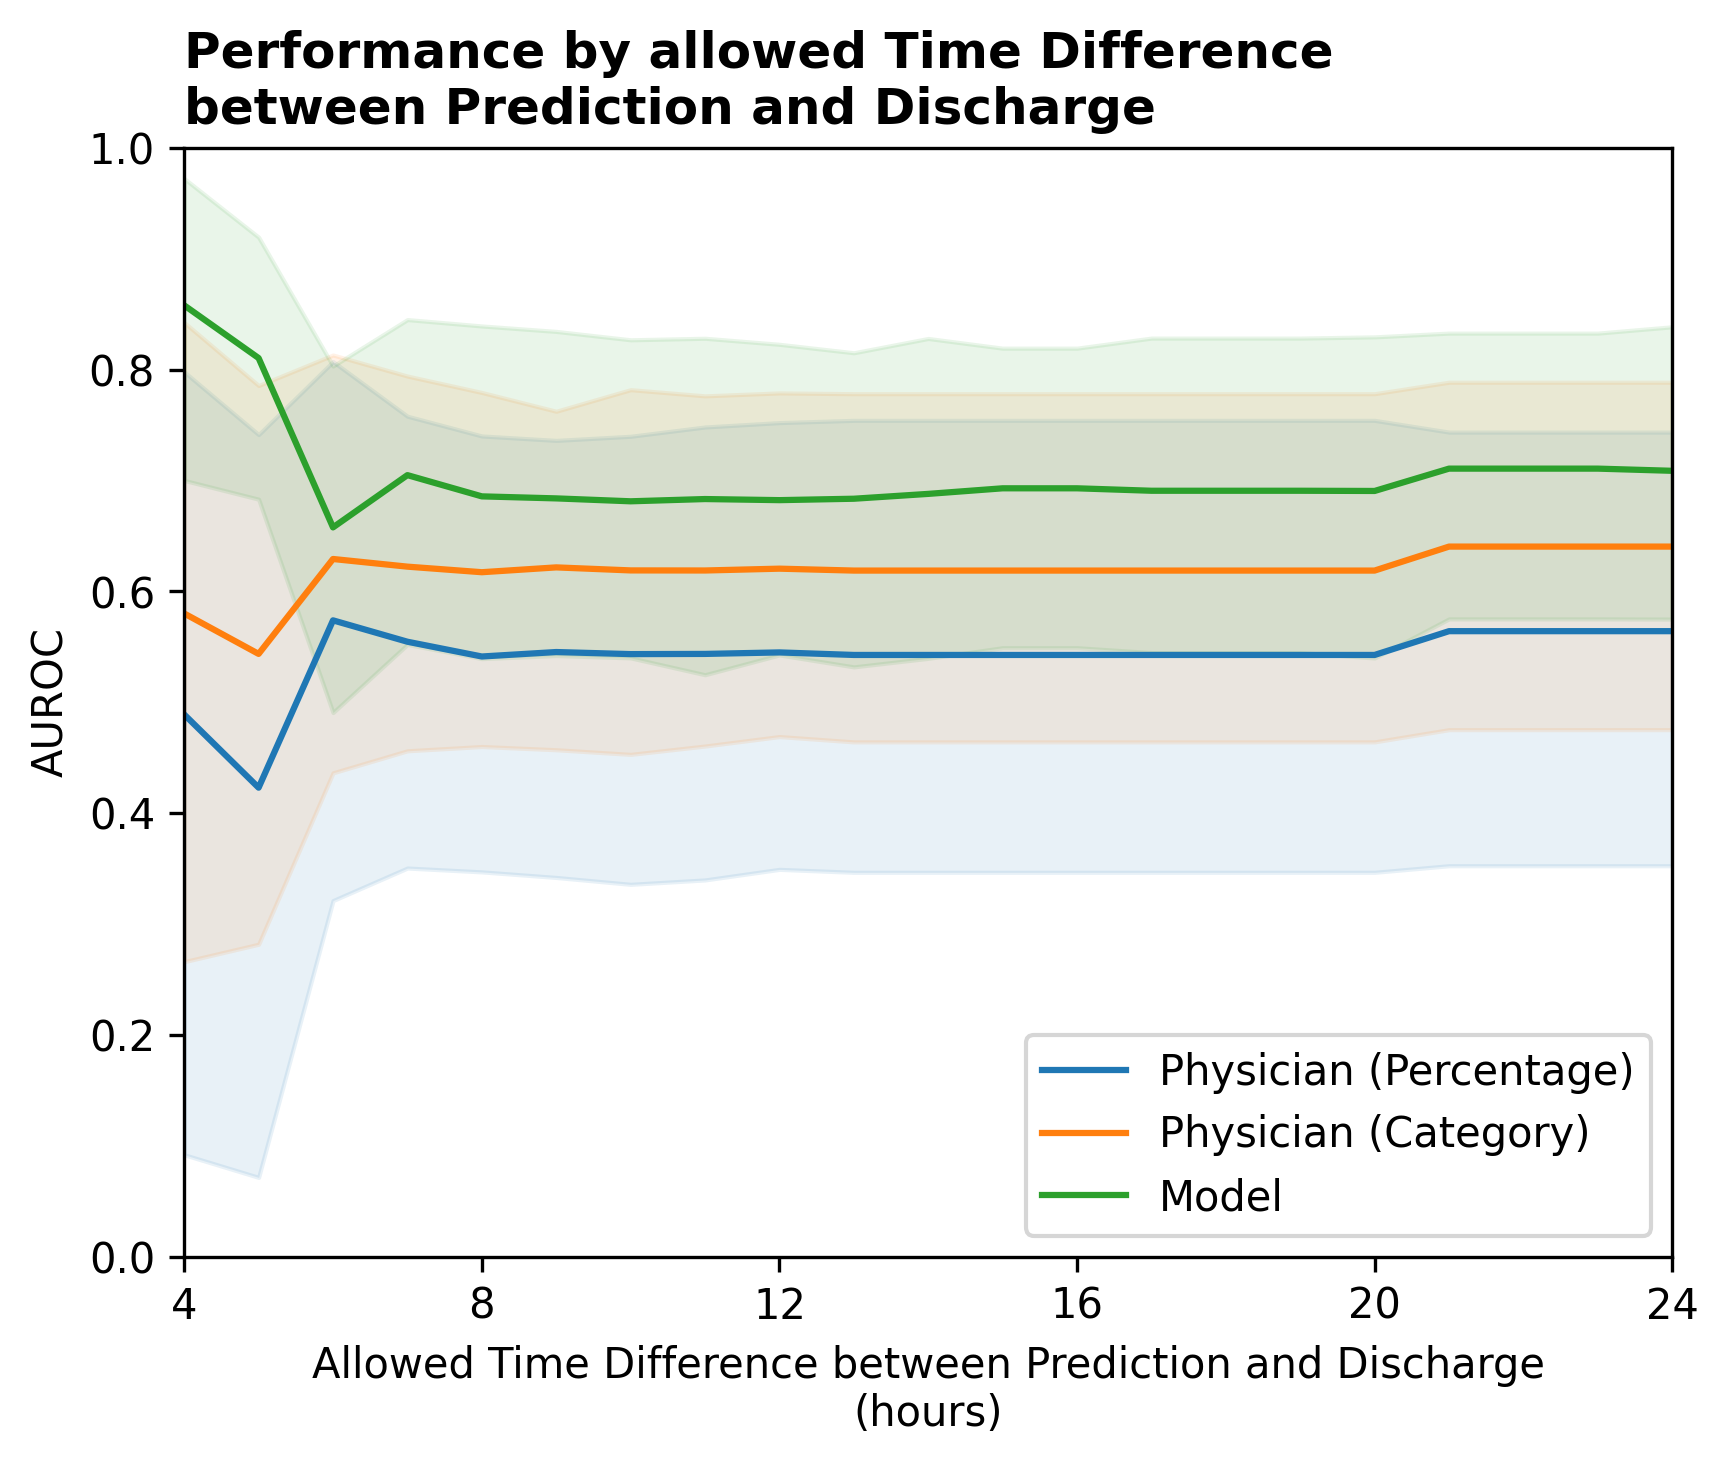 Performance by allowed Time Difference
between Prediction and Discharge
1.0
0.8
0.6
0.4
0.2
0.0
AUROC
4 8 12 16 20 24
Allowed Time Difference between Prediction and Discharge
(hours)
Physician (Percentage)
Physician (Category)
Model